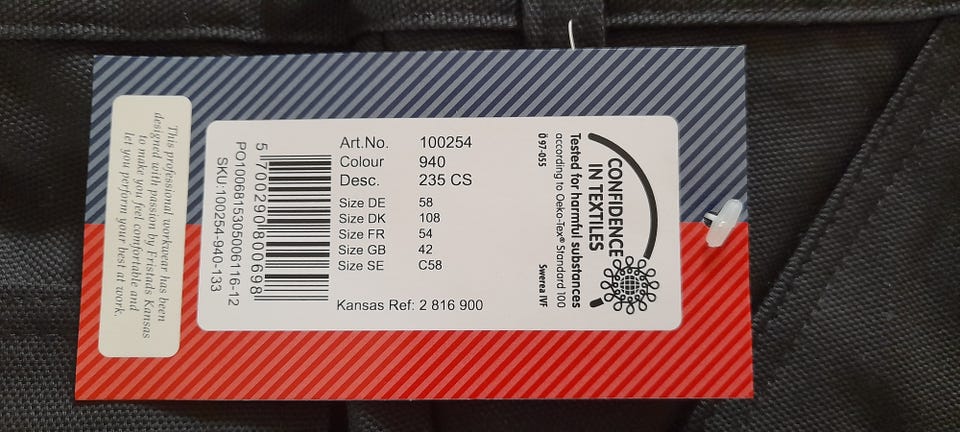 This professional workwear has been
designed with passion by Fristads Kansas
to make you feel comfortable and
let you perform your best at work.
Art.No. 100254
Colour 940
Desc. 235 CS
Size DE 58
Size DK 108
Size FR 54
Size GB 42
Size SE C58
Kansas Ref: 2 816 900
5 700290 800698
PO1006815305006116-12
SKU:100254-940-133
CONFIDENCE
IN TEXTILES
Tested for harmful substances
according to Oeko-Tex® Standard 100
Ö 97-055 Swerea IVF